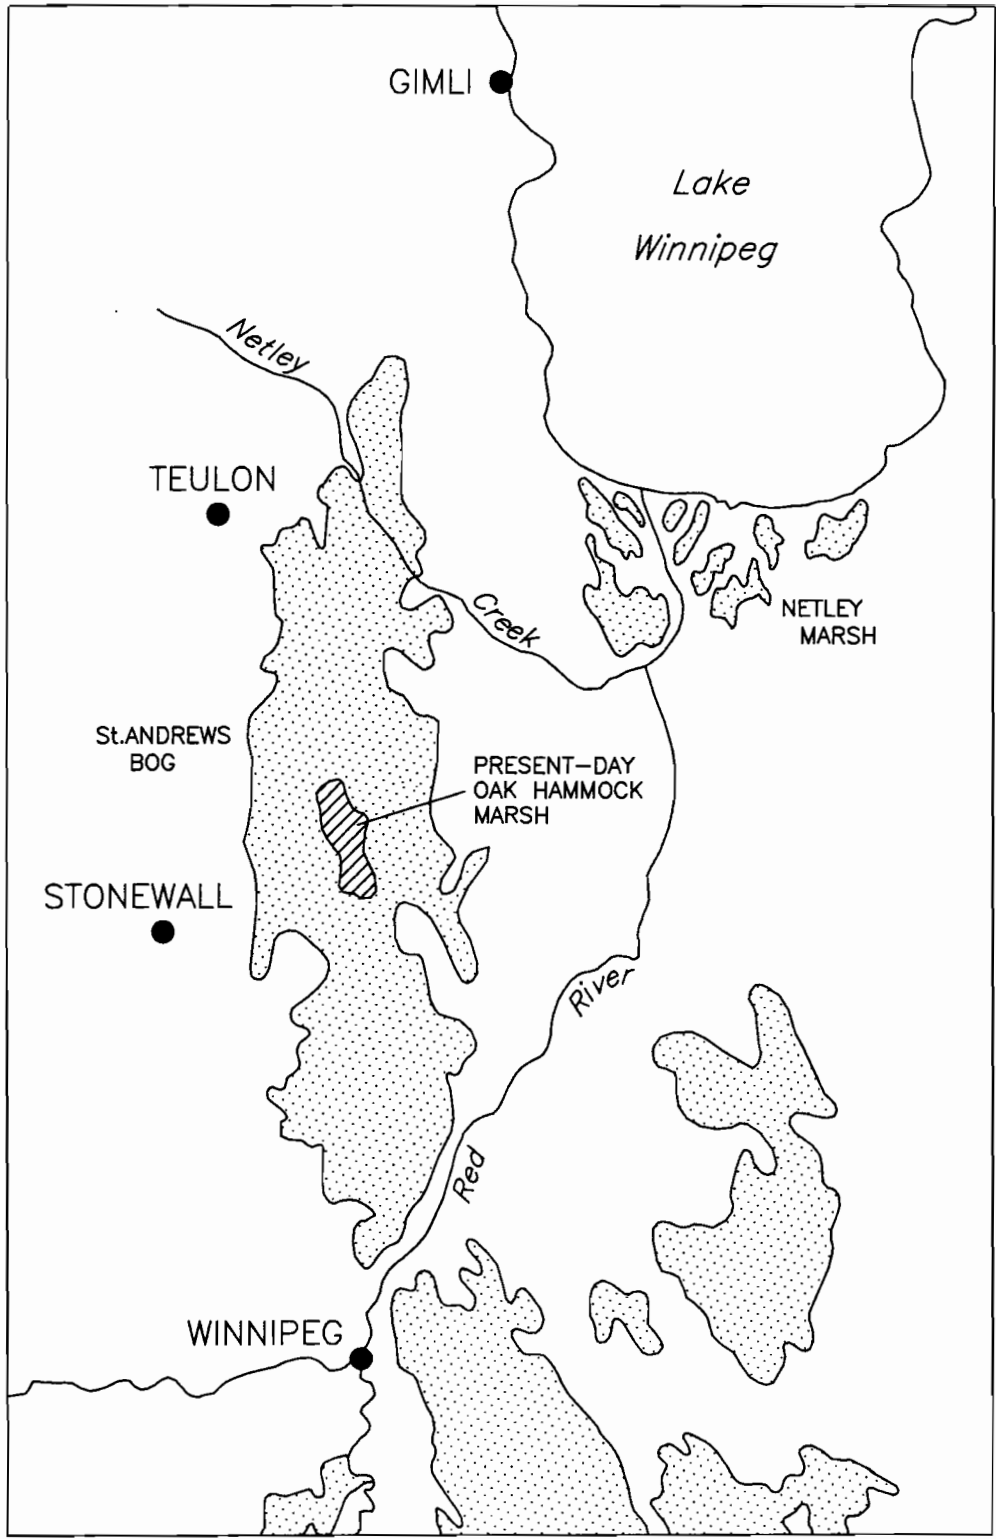 GIMLI
Lake
Winnipeg
Netley
TEULON
Creek
NETLEY
MARSH
St.ANDREWS
BOG
PRESENT-DAY
OAK HAMMOCK
MARSH
STONEWALL
River
Red
WINNIPEG